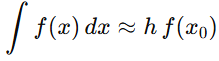 ∫ f(x) dx ≈ h f(x₀)